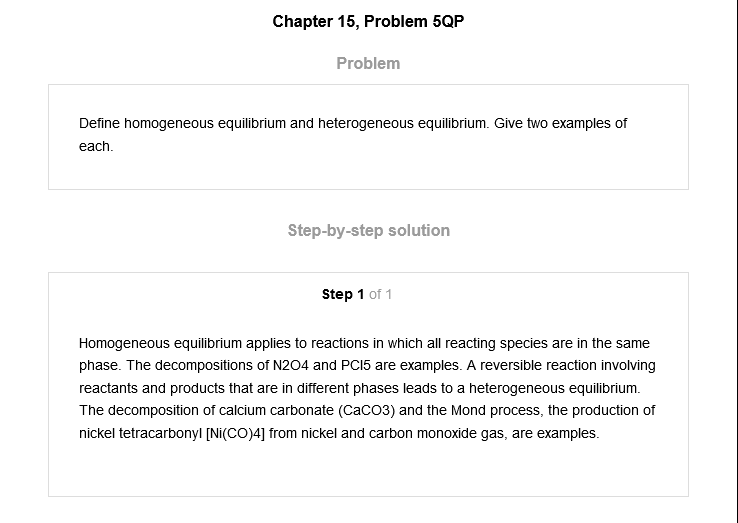 Chapter 15, Problem 5QP
Problem
Define homogeneous equilibrium and heterogeneous equilibrium. Give two examples of
each.
Step-by-step solution
Step 1 of 1
Homogeneous equilibrium applies to reactions in which all reacting species are in the same
phase. The decompositions of N2O4 and PCl5 are examples. A reversible reaction involving
reactants and products that are in different phases leads to a heterogeneous equilibrium.
The decomposition of calcium carbonate (CaCO3) and the Mond process, the production of
nickel tetracarbonyl [Ni(CO)4] from nickel and carbon monoxide gas, are examples.